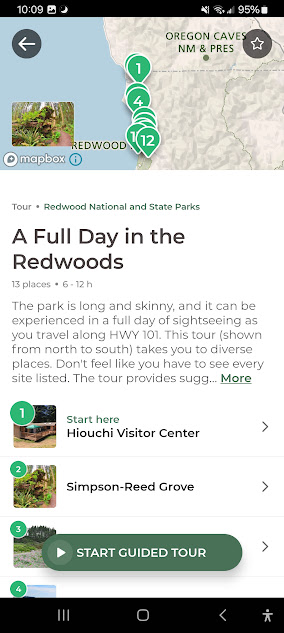 10:09
95%
OREGON CAVES
NM & PRES
1
4
REDWOOD
1
12
mapbox
Tour • Redwood National and State Parks
A Full Day in the
Redwoods
13 places • 6 - 12 h
The park is long and skinny, and it can be
experienced in a full day of sightseeing as
you travel along HWY 101. This tour (shown
from north to south) takes you to diverse
places. Don't feel like you have to see every
site listed. The tour provides sugg... More
1
Start here
Hiouchi Visitor Center
2
Simpson-Reed Grove
3
START GUIDED TOUR
4